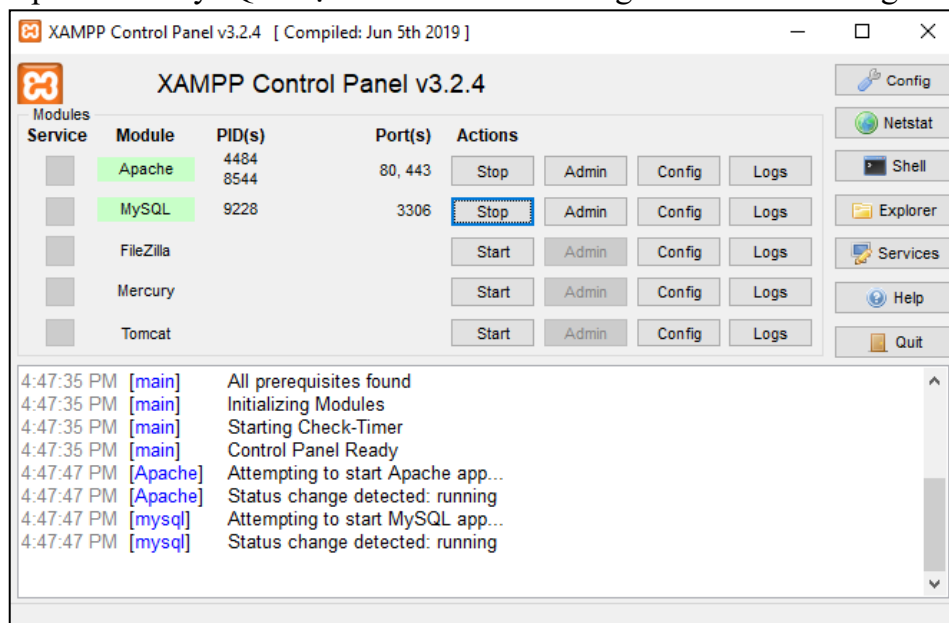 XAMPP Control Panel v3.2.4 [ Compiled: Jun 5th 2019 ]
XAMPP Control Panel v3.2.4
Config
Modules
Service Module PID(s) Port(s) Actions
Netstat
Apache 4484 8544 80, 443 Stop Admin Config Logs
Shell
MySQL 9228 3306 Stop Admin Config Logs
Explorer
FileZilla Start Admin Config Logs
Services
Mercury Start Admin Config Logs
Help
Tomcat Start Admin Config Logs
Quit
4:47:35 PM [main] All prerequisites found
4:47:35 PM [main] Initializing Modules
4:47:35 PM [main] Starting Check-Timer
4:47:35 PM [main] Control Panel Ready
4:47:47 PM [Apache] Attempting to start Apache app...
4:47:47 PM [Apache] Status change detected: running
4:47:47 PM [mysql] Attempting to start MySQL app...
4:47:47 PM [mysql] Status change detected: running